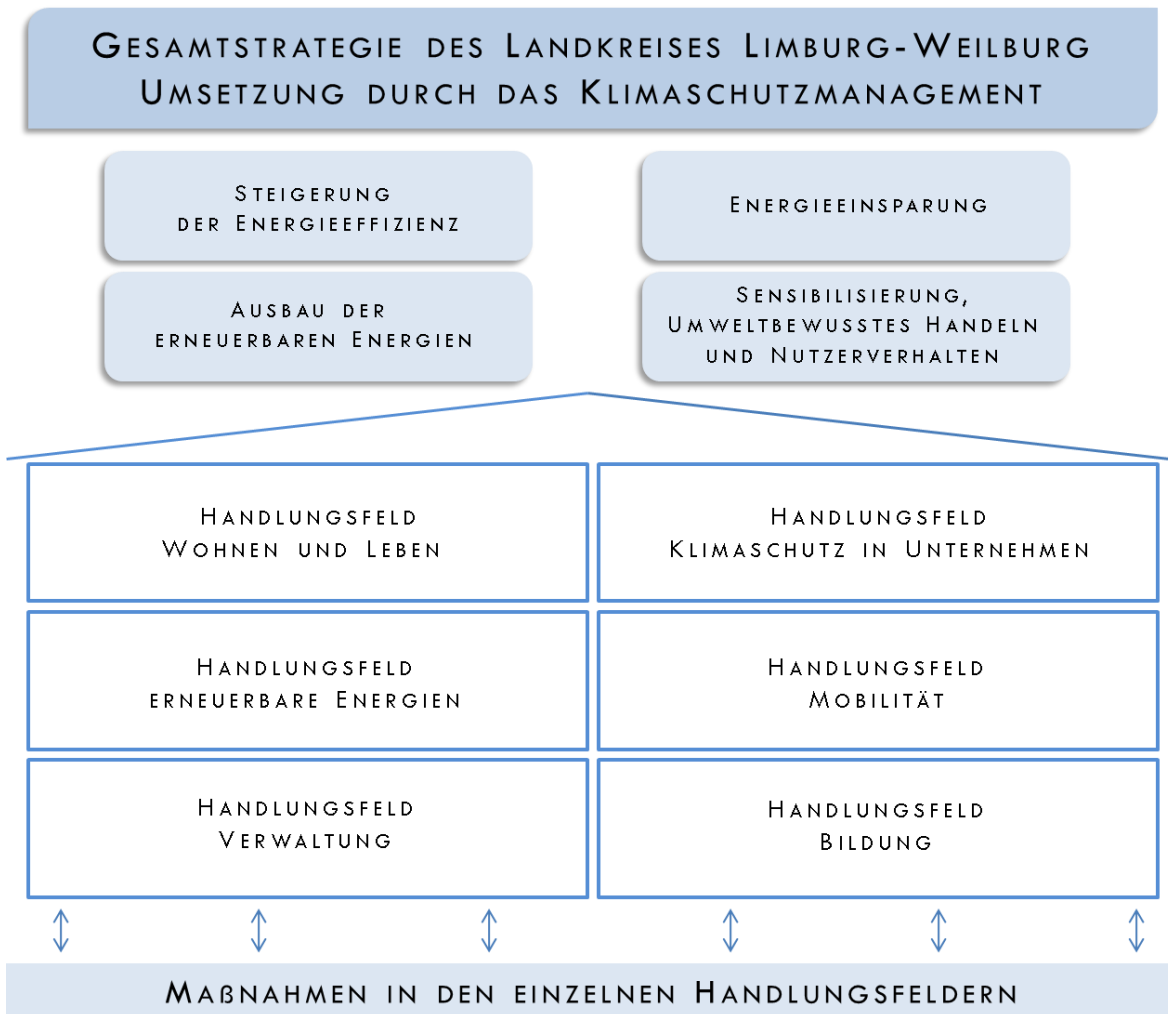 Gesamtstrategie des Landkreises Limburg-Weilburg
Umsetzung durch das Klimaschutzmanagement
Steigerung
der Energieeffizienz
Energieeinsparung
Ausbau der
erneuerbaren Energien
Sensibilisierung,
Umweltbewusstes Handeln
und Nutzerverhalten
Handlungsfeld
Wohnen und Leben
Handlungsfeld
Klimaschutz in Unternehmen
Handlungsfeld
erneuerbare Energien
Handlungsfeld
Mobilität
Handlungsfeld
Verwaltung
Handlungsfeld
Bildung
Maßnahmen in den einzelnen Handlungsfeldern